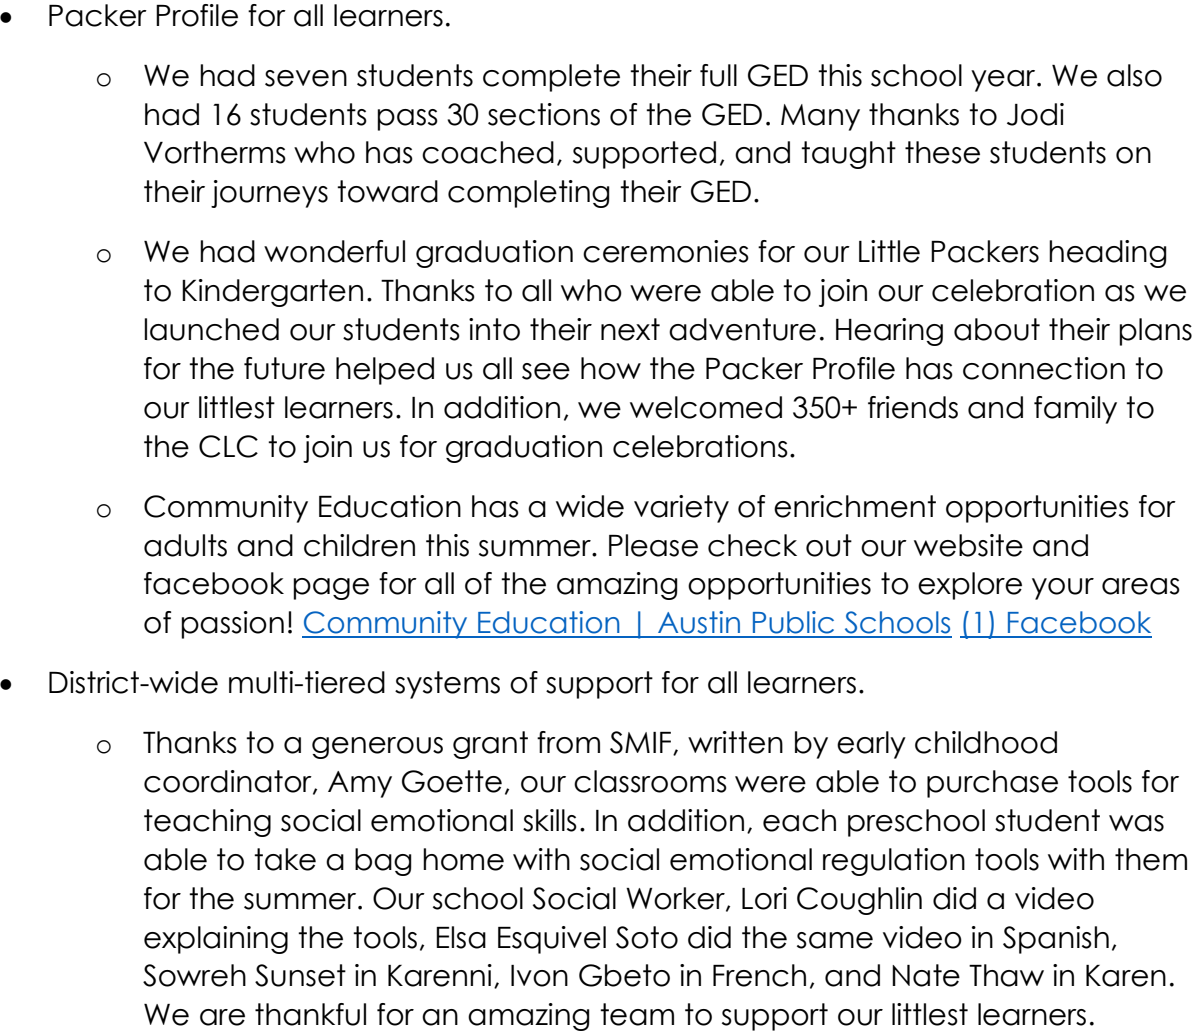 • Packer Profile for all learners.
o We had seven students complete their full GED this school year. We also
had 16 students pass 30 sections of the GED. Many thanks to Jodi
Vortherms who has coached, supported, and taught these students on
their journeys toward completing their GED.
o We had wonderful graduation ceremonies for our Little Packers heading
to Kindergarten. Thanks to all who were able to join our celebration as we
launched our students into their next adventure. Hearing about their plans
for the future helped us all see how the Packer Profile has connection to
our littlest learners. In addition, we welcomed 350+ friends and family to
the CLC to join us for graduation celebrations.
o Community Education has a wide variety of enrichment opportunities for
adults and children this summer. Please check out our website and
facebook page for all of the amazing opportunities to explore your areas
of passion! Community Education | Austin Public Schools (1) Facebook
• District-wide multi-tiered systems of support for all learners.
o Thanks to a generous grant from SMIF, written by early childhood
coordinator, Amy Goette, our classrooms were able to purchase tools for
teaching social emotional skills. In addition, each preschool student was
able to take a bag home with social emotional regulation tools with them
for the summer. Our school Social Worker, Lori Coughlin did a video
explaining the tools, Elsa Esquivel Soto did the same video in Spanish,
Sowreh Sunset in Karenni, Ivon Gbeto in French, and Nate Thaw in Karen.
We are thankful for an amazing team to support our littlest learners.